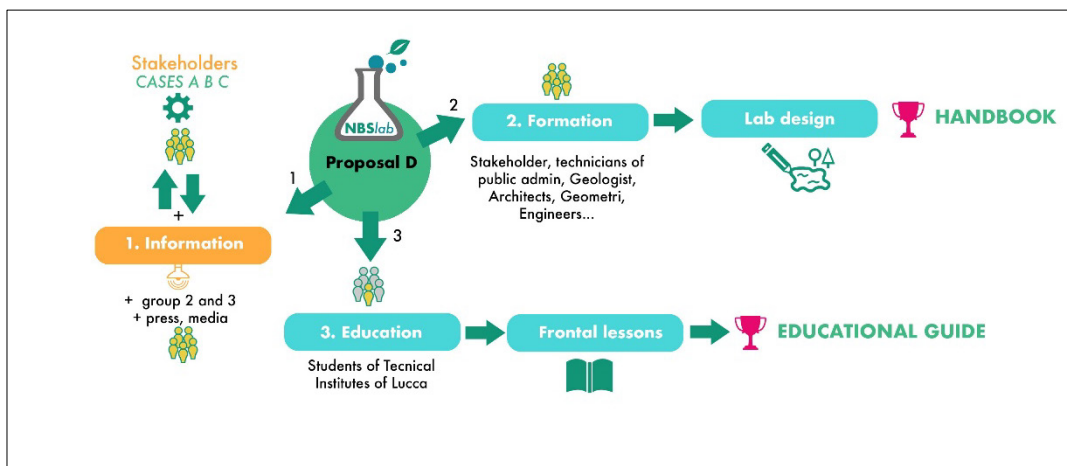 Stakeholders
CASES A B C
NBSlab
Proposal D
1
2
3
+
1. Information
+ group 2 and 3
+ press, media
2. Formation
Stakeholder, technicians of
public admin, Geologist,
Architects, Geometri,
Engineers...
Lab design
HANDBOOK
3. Education
Students of Tecnical
Institutes of Lucca
Frontal lessons
EDUCATIONAL GUIDE